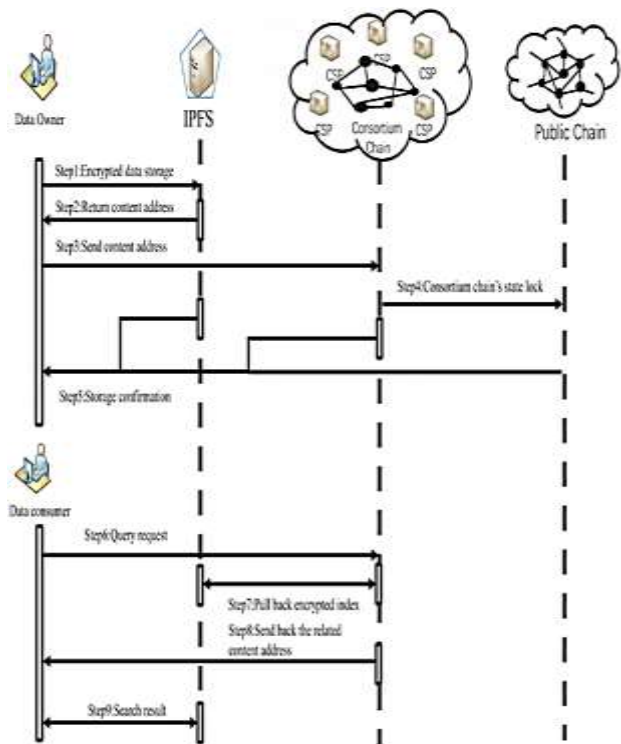 CSP
CSP
CSP
CSP
CSP
Consortium
Chain
Data Owner
IPFS
Public Chain
Step1:Encrypted data storage
Step2:Return content address
Step3:Send content address
Step4:Consortium chain's state lock
Step5:Storage confirmation
Data consumer
Step6:Query request
Step7:Pull back encrypted index
Step8:Send back the related
content address
Step9:Search result